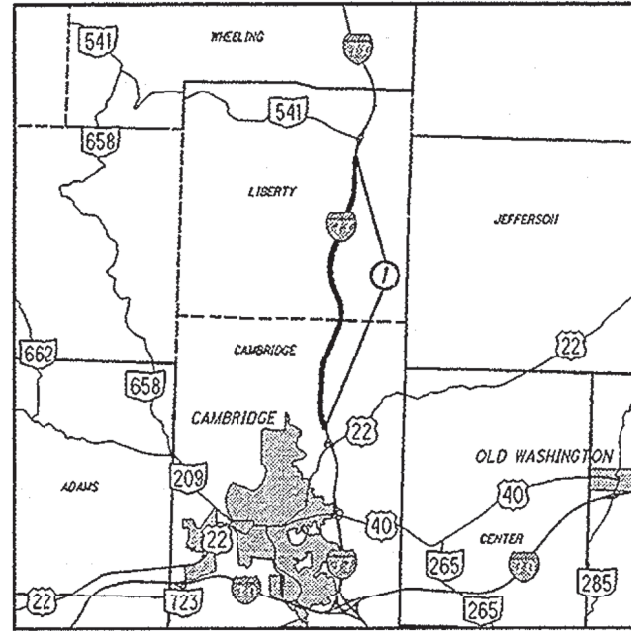 541
WHEELING
541
658
LIBERTY
JEFFERSON
1
662
CAMBRIDGE
22
658
CAMBRIDGE
22
OLD WASHINGTON
209
ADAMS
40
22
40
CENTER
265
285
22
723
265